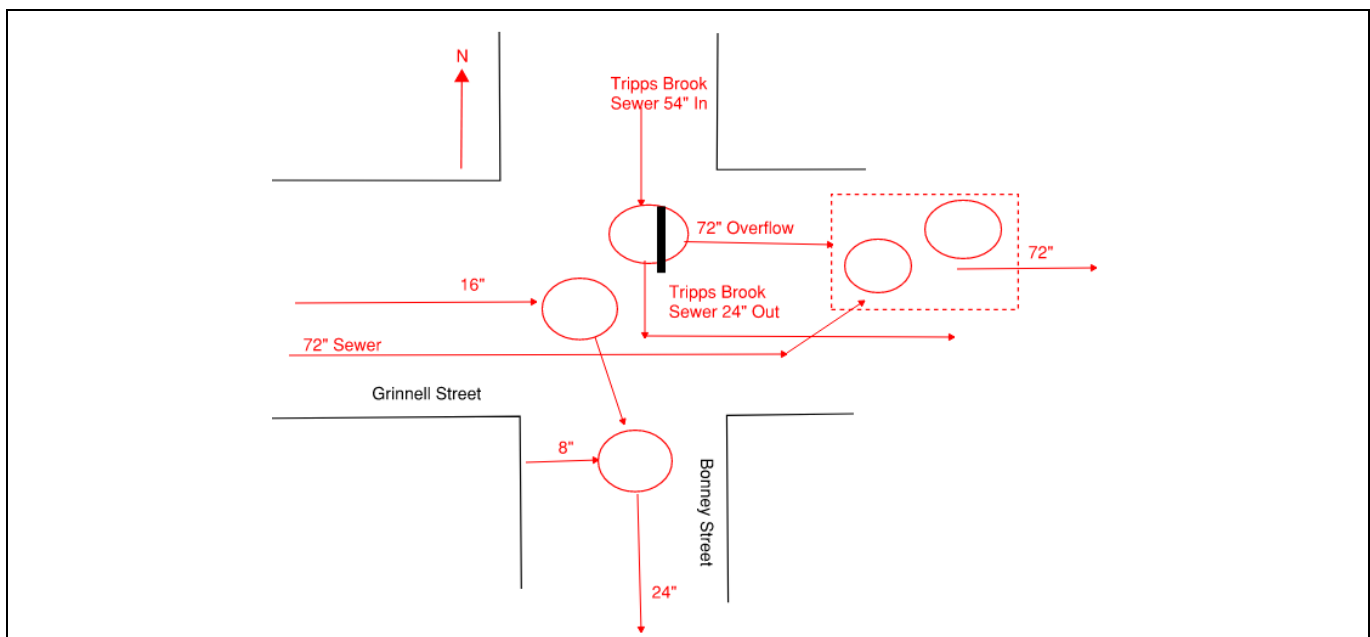 N
Tripps Brook
Sewer 54" In
72" Overflow
72"
16"
Tripps Brook
Sewer 24" Out
72" Sewer
Grinnell Street
8"
Bonney Street
24"